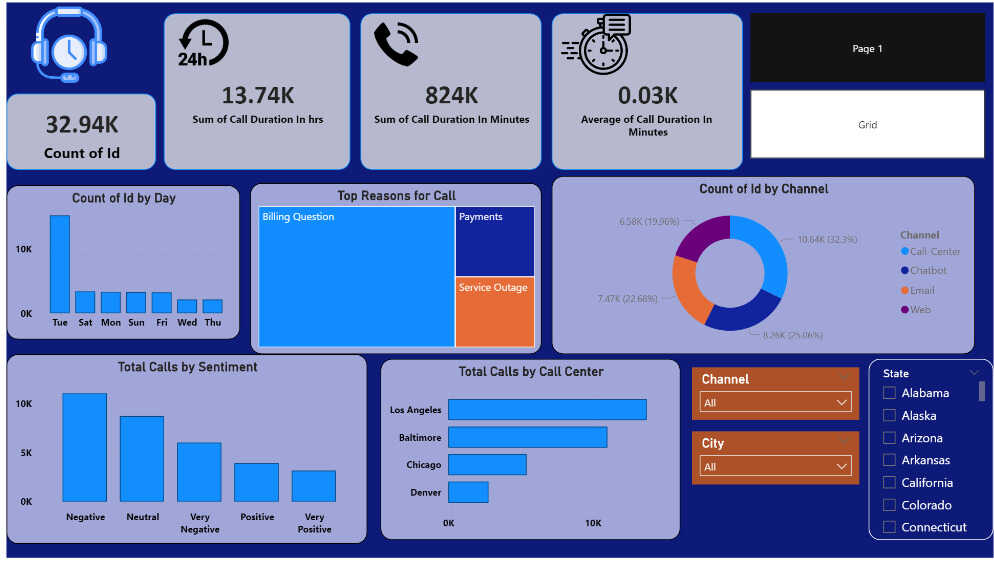 24h
Page 1
13.74K
824K
0.03K
Sum of Call Duration In hrs
Sum of Call Duration In Minutes
Average of Call Duration In
Minutes
32.94K
Count of Id
Grid
Count of Id by Day
10K
0K
Tue Sat Mon Sun Fri Wed Thu
Top Reasons for Call
Billing Question
Payments
Service Outage
Count of Id by Channel
6.58K (19.96%)
10.64K (32.3%)
7.47K (22.68%)
8.26K (25.06%)
Channel
Call-Center
Chatbot
Email
Web
Total Calls by Sentiment
10K
5K
0K
Negative Neutral Very Negative Positive Very Positive
Total Calls by Call Center
Los Angeles
Baltimore
Chicago
Denver
0K 10K
Channel
All
City
All
State
Alabama
Alaska
Arizona
Arkansas
California
Colorado
Connecticut